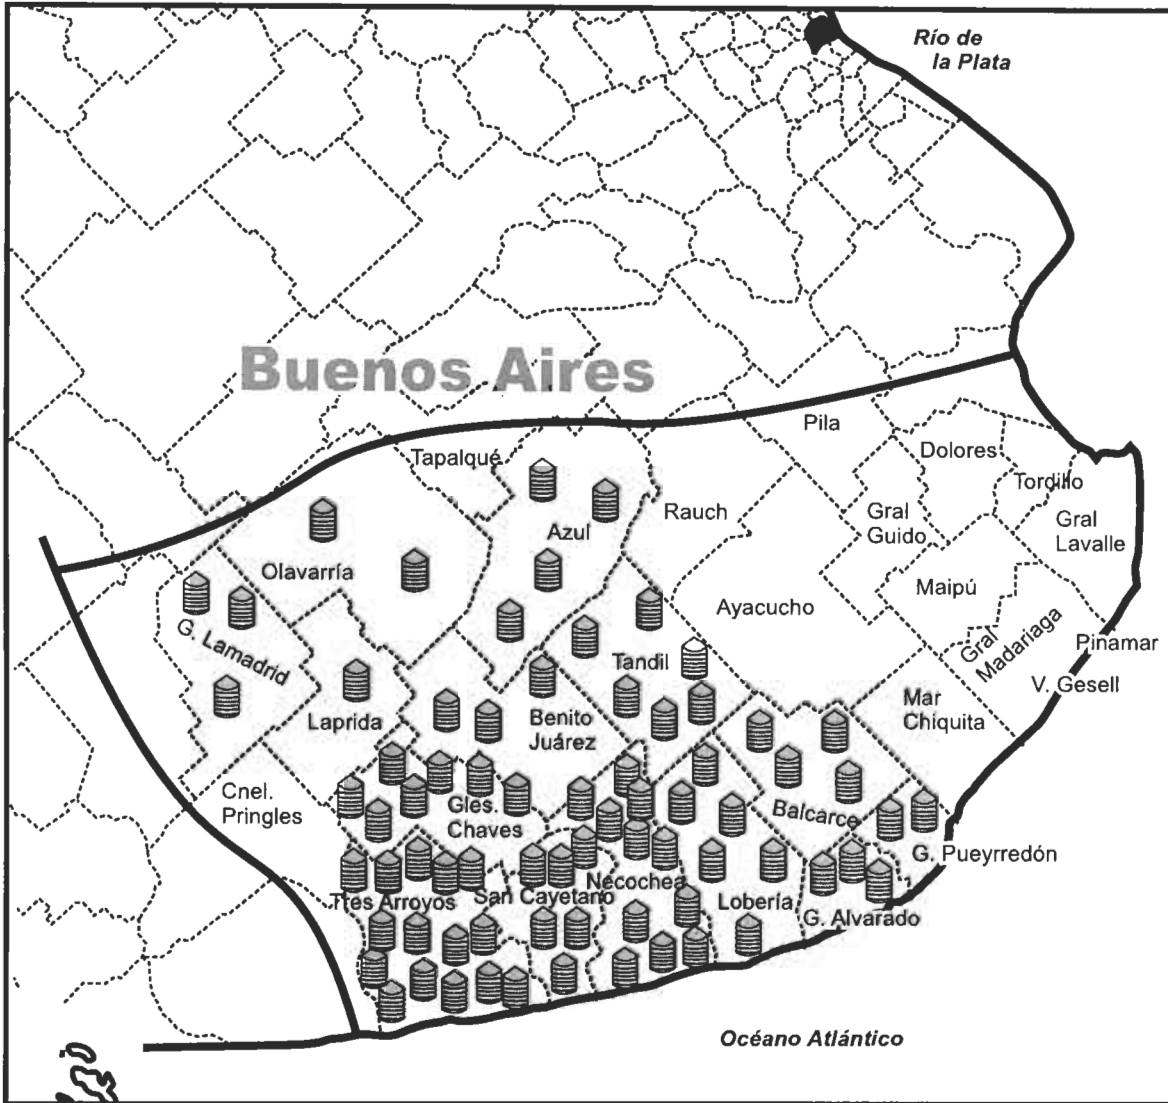 Río de
la Plata
Buenos Aires
Pila
Tapalqué
Dolores
Tordillo
Rauch
Azul
Gral
Guido
Gral
Lavalle
Olavarría
Maipú
Ayacucho
G. Lamadrid
Gral
Madariaga
Pinamar
Tandil
V. Gesell
Laprida
Benito
Juárez
Mar
Chiquita
Cnel.
Pringles
Gles.
Chaves
Balcarce
G. Pueyrredón
Necochea
Tres Arroyos
San Cayetano
Lobería
G. Alvarado
Océano Atlántico